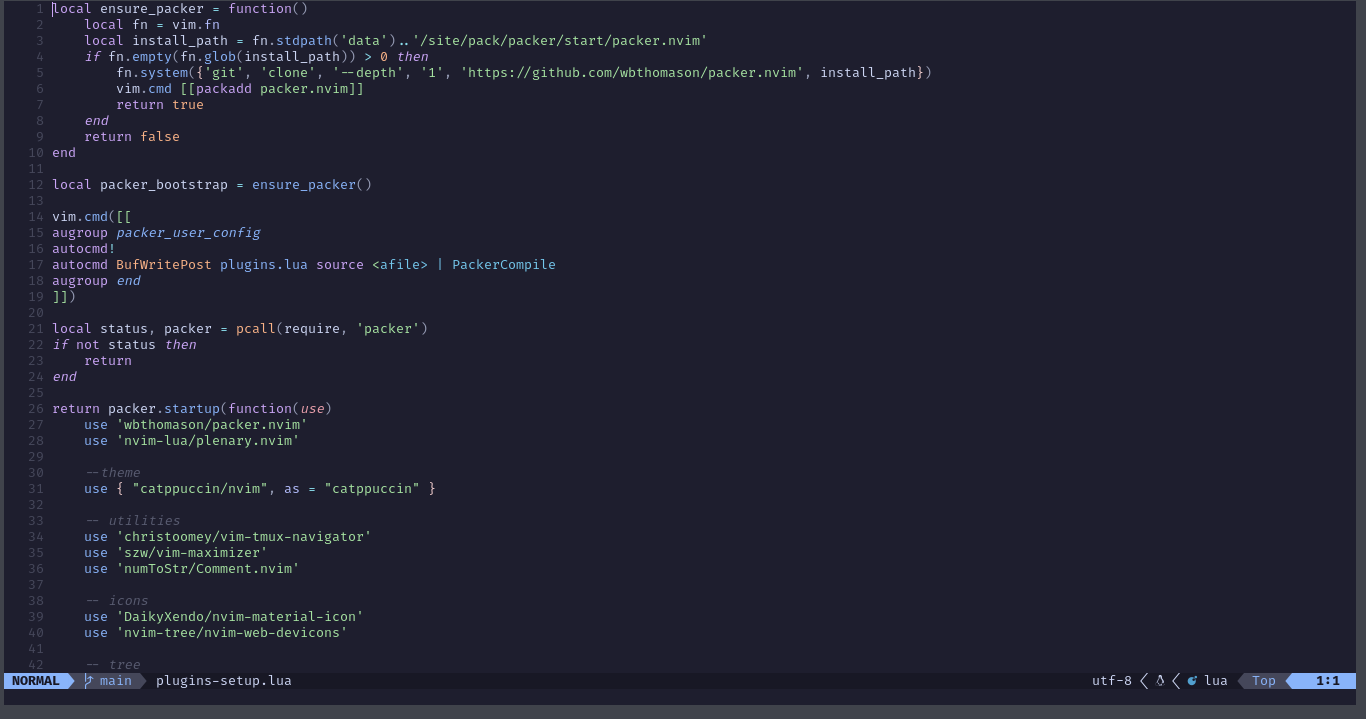 1 local ensure_packer = function()
2     local fn = vim.fn
3     local install_path = fn.stdpath('data')..'/site/pack/packer/start/packer.nvim'
4     if fn.empty(fn.glob(install_path)) > 0 then
5         fn.system({'git', 'clone', '--depth', '1', 'https://github.com/wbthomason/packer.nvim', install_path})
6         vim.cmd [[packadd packer.nvim]]
7         return true
8     end
9     return false
10 end
11
12 local packer_bootstrap = ensure_packer()
13
14 vim.cmd([[
15 augroup packer_user_config
16 autocmd!
17 autocmd BufWritePost plugins.lua source <afile> | PackerCompile
18 augroup end
19 ]])
20
21 local status, packer = pcall(require, 'packer')
22 if not status then
23     return
24 end
25
26 return packer.startup(function(use)
27     use 'wbthomason/packer.nvim'
28     use 'nvim-lua/plenary.nvim'
29
30     --theme
31     use { "catppuccin/nvim", as = "catppuccin" }
32
33     -- utilities
34     use 'christoomey/vim-tmux-navigator'
35     use 'szw/vim-maximizer'
36     use 'numToStr/Comment.nvim'
37
38     -- icons
39     use 'DaikyXendo/nvim-material-icon'
40     use 'nvim-tree/nvim-web-devicons'
41
42     -- tree
NORMAL main plugins-setup.lua utf-8 lua Top 1:1